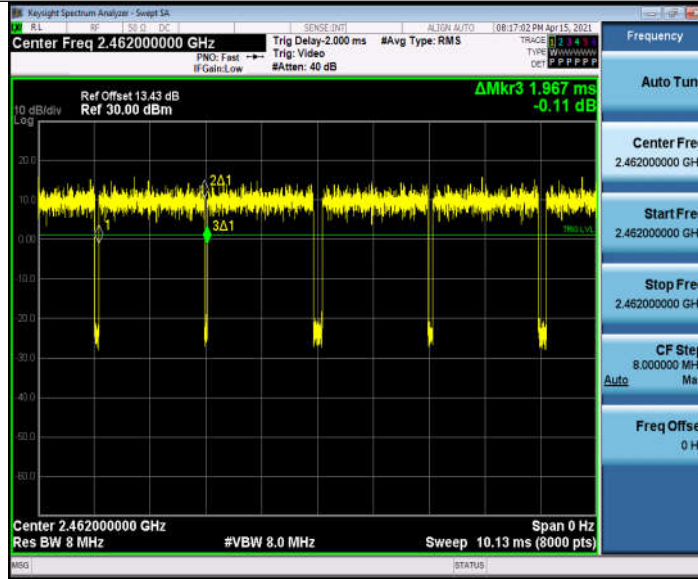 Keysight Spectrum Analyzer - Swept SA
RL RF 50 Ω DC SENSE:INT ALIGN AUTO 08:17:02 PM Apr 15, 2021
Center Freq 2.462000000 GHz
PNO: Fast
IFGain:Low
Trig Delay-2.000 ms
Trig: Video
#Atten: 40 dB
#Avg Type: RMS
TRACE 1 2 3 4 5 6
TYPE WWWWWW
DET P P P P P P
Ref Offset 13.43 dB
10 dB/div Ref 30.00 dBm
Log
ΔMkr3 1.967 ms
-0.11 dB
20.0
10.0
0.00
-10.0
-20.0
-30.0
-40.0
-50.0
-60.0
1
2Δ1
3Δ1
TRIG LVL
Center 2.462000000 GHz Span 0 Hz
Res BW 8 MHz #VBW 8.0 MHz Sweep 10.13 ms (8000 pts)
MSG STATUS
Frequency
Auto Tun
Center Fre
2.462000000 GH
Start Fre
2.462000000 GH
Stop Fre
2.462000000 GH
CF Step
8.000000 MH
Auto Ma
Freq Offse
0 H